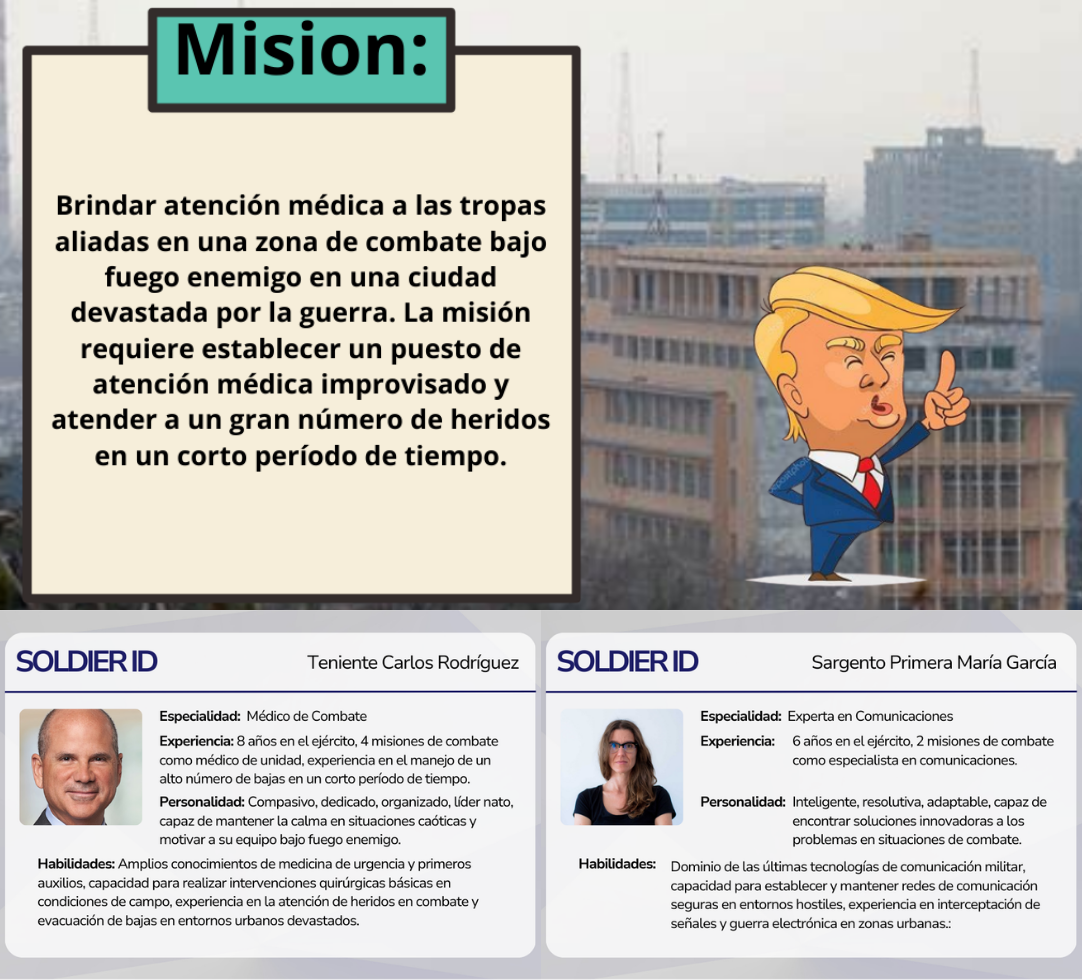 Mision:
Brindar atención médica a las tropas
aliadas en una zona de combate bajo
fuego enemigo en una ciudad
devastada por la guerra. La misión
requiere establecer un puesto de
atención médica improvisado y
atender a un gran número de heridos
en un corto período de tiempo.
SOLDIER ID
Teniente Carlos Rodríguez
Especialidad: Médico de Combate
Experiencia: 8 años en el ejército, 4 misiones de combate
como médico de unidad, experiencia en el manejo de un
alto número de bajas en un corto período de tiempo.
Personalidad: Compasivo, dedicado, organizado, líder nato,
capaz de mantener la calma en situaciones caóticas y
motivar a su equipo bajo fuego enemigo.
Habilidades: Amplios conocimientos de medicina de urgencia y primeros
auxilios, capacidad para realizar intervenciones quirúrgicas básicas en
condiciones de campo, experiencia en la atención de heridos en combate y
evacuación de bajas en entornos urbanos devastados.
SOLDIER ID
Sargento Primera María García
Especialidad: Experta en Comunicaciones
Experiencia: 6 años en el ejército, 2 misiones de combate
como especialista en comunicaciones.
Personalidad: Inteligente, resolutiva, adaptable, capaz de
encontrar soluciones innovadoras a los
problemas en situaciones de combate.
Habilidades: Dominio de las últimas tecnologías de comunicación militar,
capacidad para establecer y mantener redes de comunicación
seguras en entornos hostiles, experiencia en interceptación de
señales y guerra electrónica en zonas urbanas.: